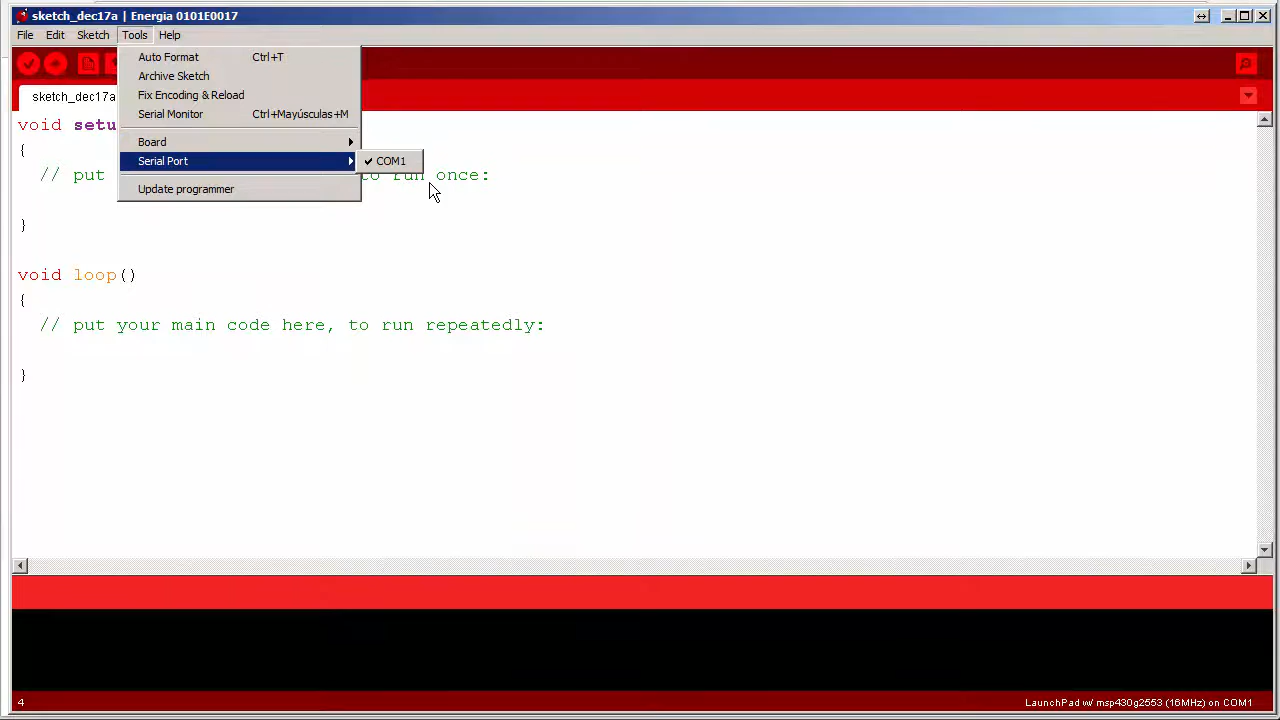 sketch_dec17a | Energia 0101E0017
File Edit Sketch Tools Help
Auto Format Ctrl+T
Archive Sketch
Fix Encoding & Reload
Serial Monitor Ctrl+Mayúsculas+M
Board
Serial Port
COM1
Update programmer
sketch_dec17a
void setu
{
// put to run once:
}
void loop()
{
// put your main code here, to run repeatedly:
}
4
LaunchPad w/ msp430g2553 (16MHz) on COM1